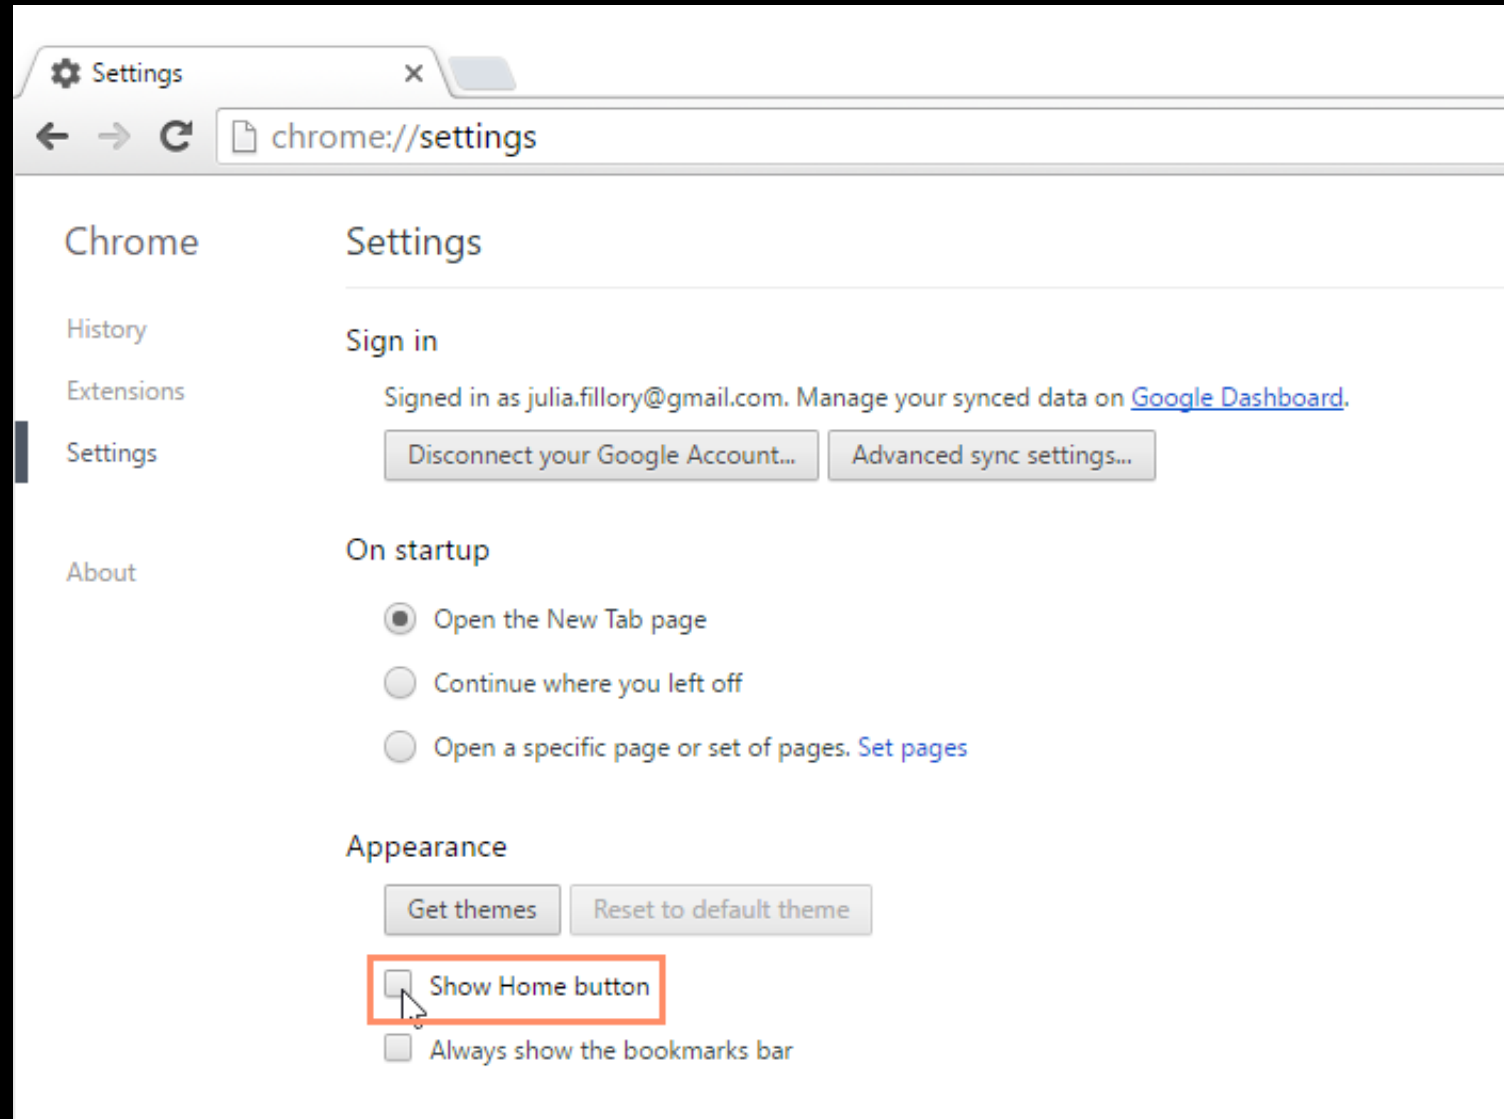 Settings
chrome://settings
Chrome
Settings
History
Extensions
Settings
About
Sign in
Signed in as julia.fillory@gmail.com. Manage your synced data on Google Dashboard.
Disconnect your Google Account... Advanced sync settings...
On startup
Open the New Tab page
Continue where you left off
Open a specific page or set of pages. Set pages
Appearance
Get themes Reset to default theme
Show Home button
Always show the bookmarks bar